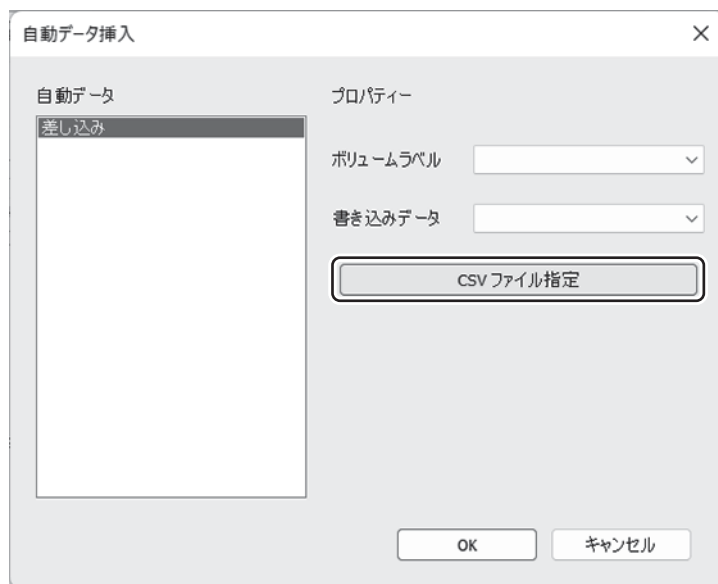 自動データ挿入
自動データ
差し込み
プロパティー
ボリュームラベル
書き込みデータ
CSV ファイル指定
OK
キャンセル